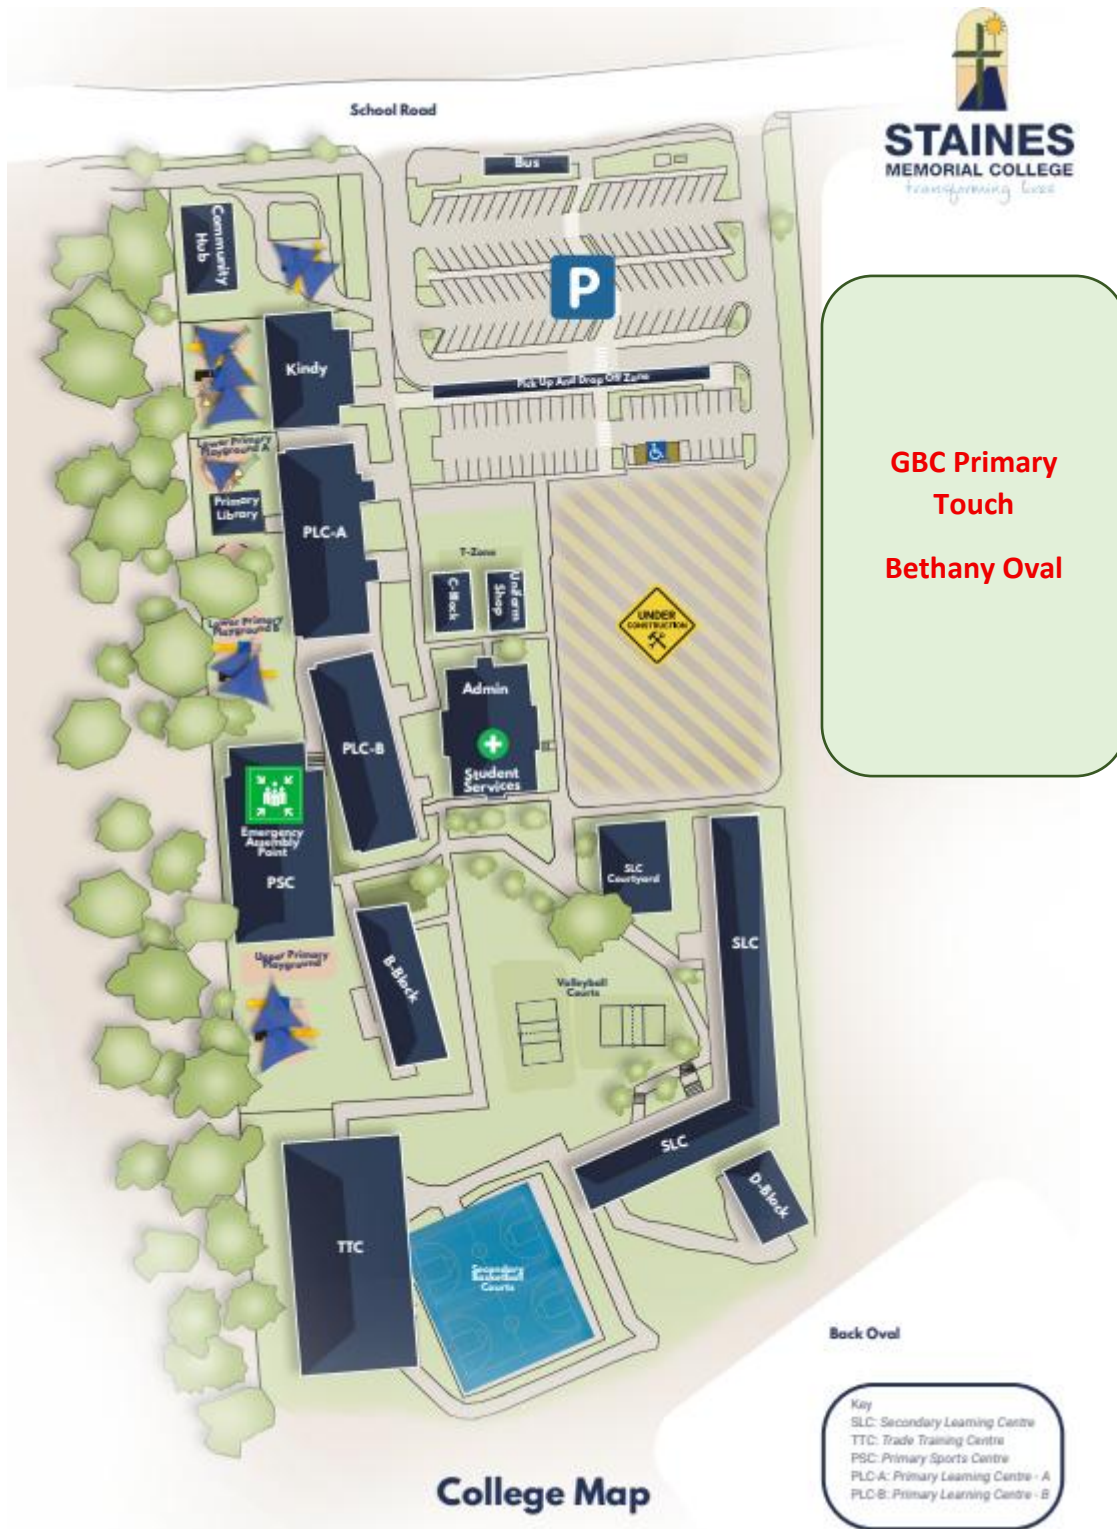 School Road
STAINES
MEMORIAL COLLEGE
transforming lives
Bus
Community
Hub
P
Kindy
Pick Up And Drop Off Zone
Lower Primary
Playground A
Primary
Library
PLC-A
T-Zone
C-Block
Uniform
Shop
GBC Primary
Touch
Bethany Oval
UNDER
CONSTRUCTION
Lower Primary
Playground B
Admin
PLC-B
Student
Services
Emergency
Assembly
Point
PSC
SLC
Courtyard
SLC
Upper Primary
Playground
B-Block
Volleyball
Courts
SLC
D-Block
TTC
Secondary
Basketball
Courts
Back Oval
Key
SLC: Secondary Learning Centre
TTC: Trade Training Centre
PSC: Primary Sports Centre
PLC-A: Primary Learning Centre - A
PLC-B: Primary Learning Centre - B
College Map